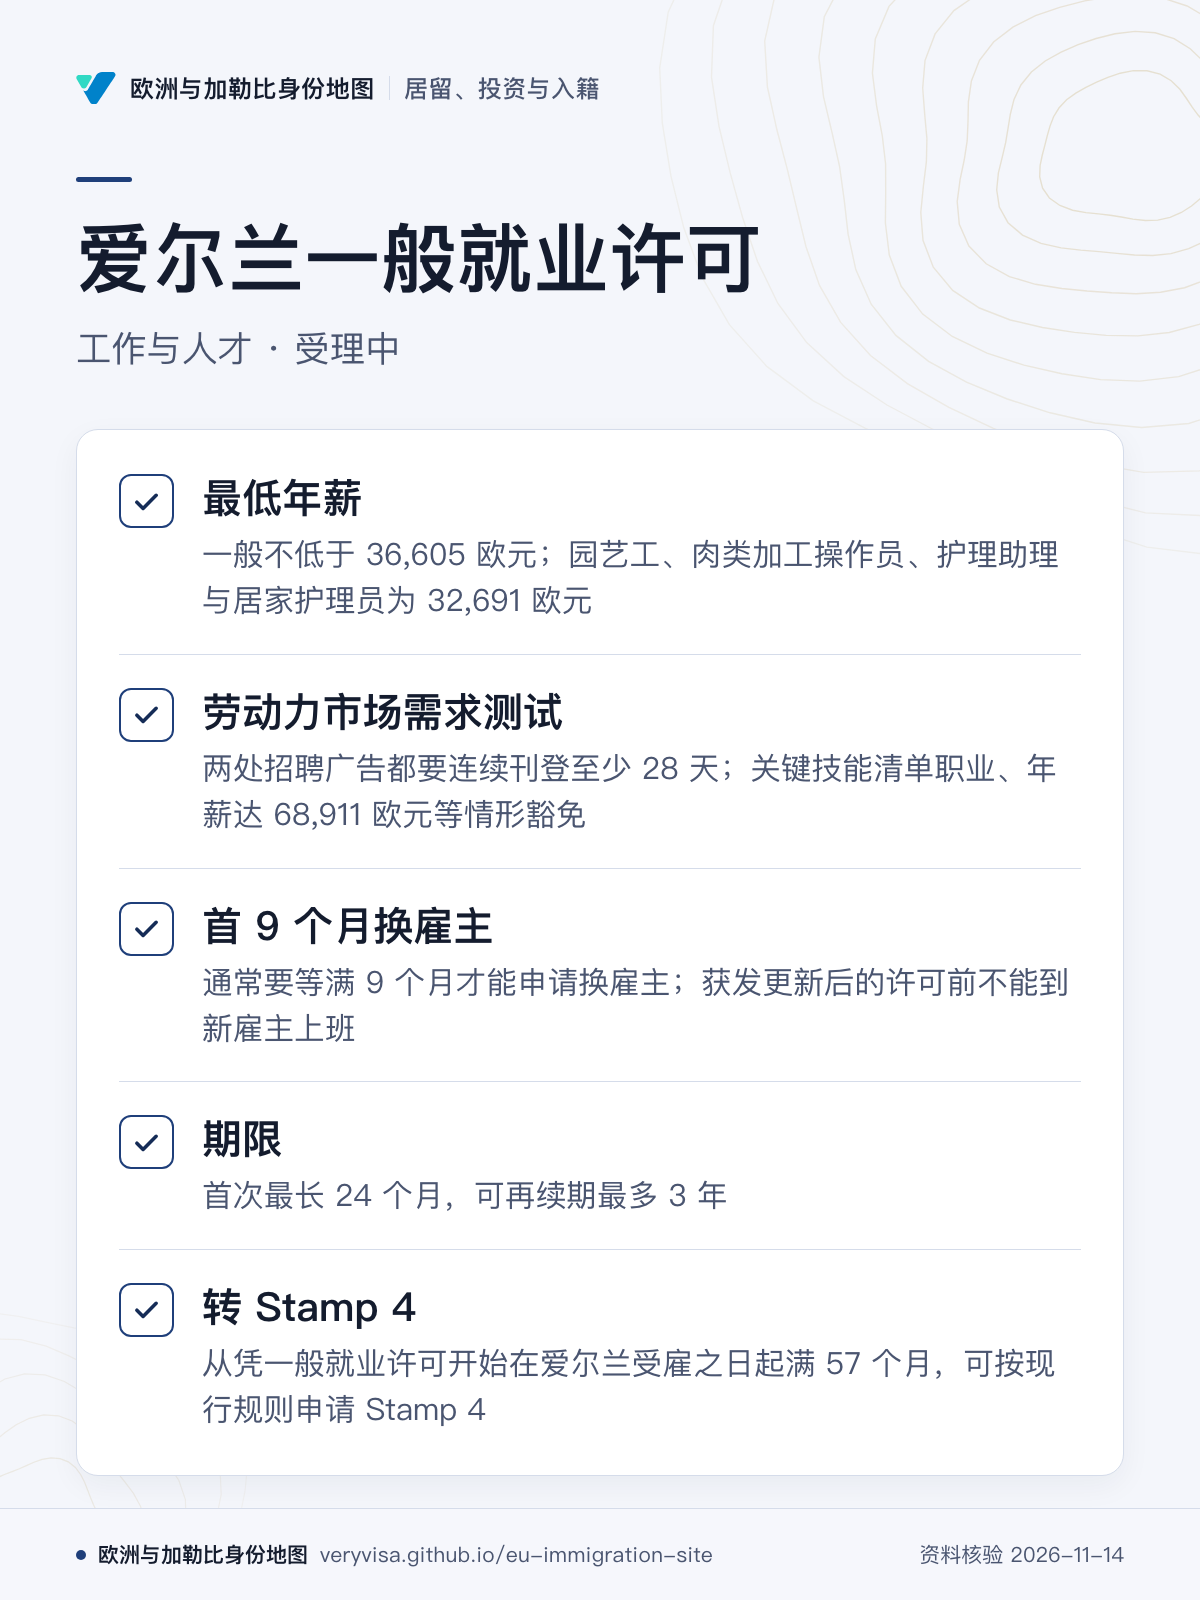 欧洲与加勒比身份地图 | 居留、投资与入籍
爱尔兰一般就业许可
工作与人才 · 受理中
最低年薪
一般不低于 36,605 欧元；园艺工、肉类加工操作员、护理助理
与居家护理员为 32,691 欧元
劳动力市场需求测试
两处招聘广告都要连续刊登至少 28 天；关键技能清单职业、年
薪达 68,911 欧元等情形豁免
首 9 个月换雇主
通常要等满 9 个月才能申请换雇主；获发更新后的许可前不能到
新雇主上班
期限
首次最长 24 个月，可再续期最多 3 年
转 Stamp 4
从凭一般就业许可开始在爱尔兰受雇之日起满 57 个月，可按现
行规则申请 Stamp 4
欧洲与加勒比身份地图 veryvisa.github.io/eu-immigration-site
资料核验 2026-11-14